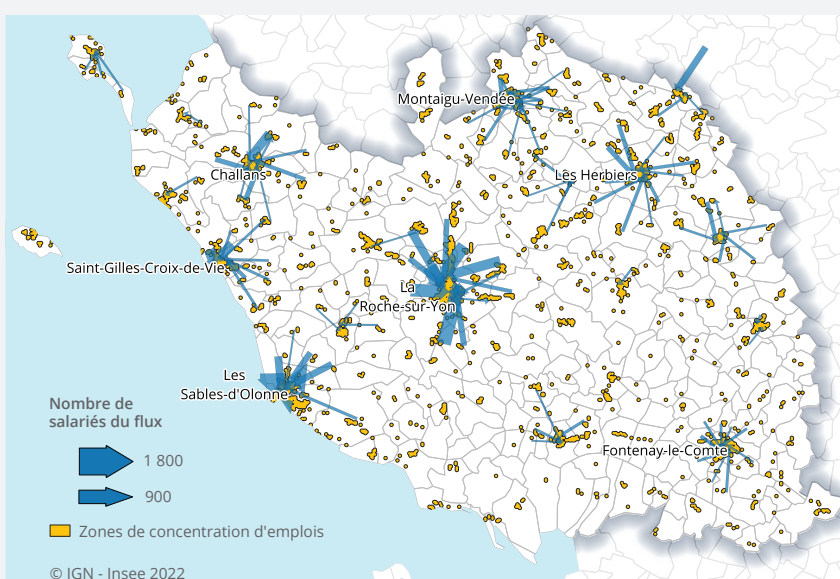 Montaigu-Vendée
Challans
Les Herbiers
Saint-Gilles-Croix-de-Vie
La
Roche-sur-Yon
Les
Sables-d'Olonne
Fontenay-le-Comte
Nombre de
salariés du flux
1 800
900
Zones de concentration d'emplois
© IGN - Insee 2022